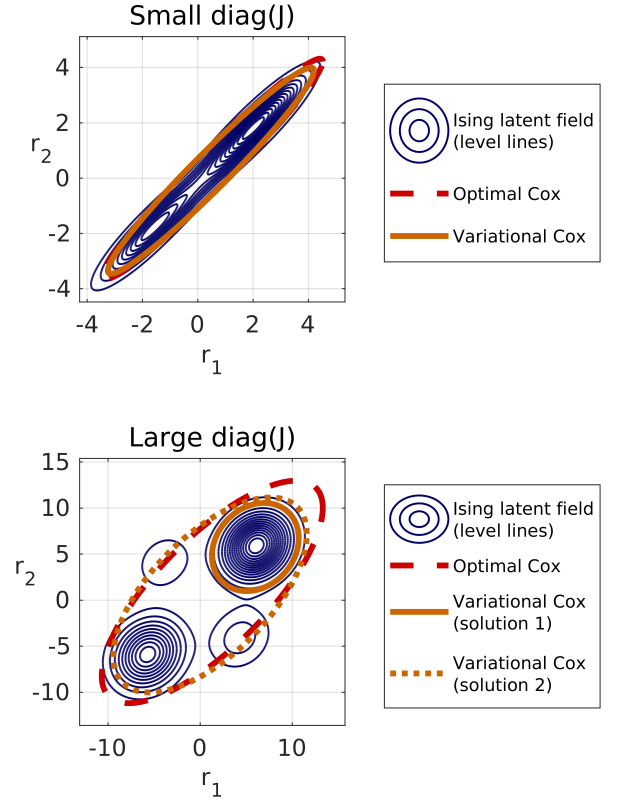 Small diag(J)
4
2
0
-2
-4
r2
-4
-2
0
2
4
r1
Ising latent field
(level lines)
Optimal Cox
Variational Cox
Large diag(J)
15
10
5
0
-5
-10
r2
-10
0
10
r1
Ising latent field
(level lines)
Optimal Cox
Variational Cox
(solution 1)
Variational Cox
(solution 2)